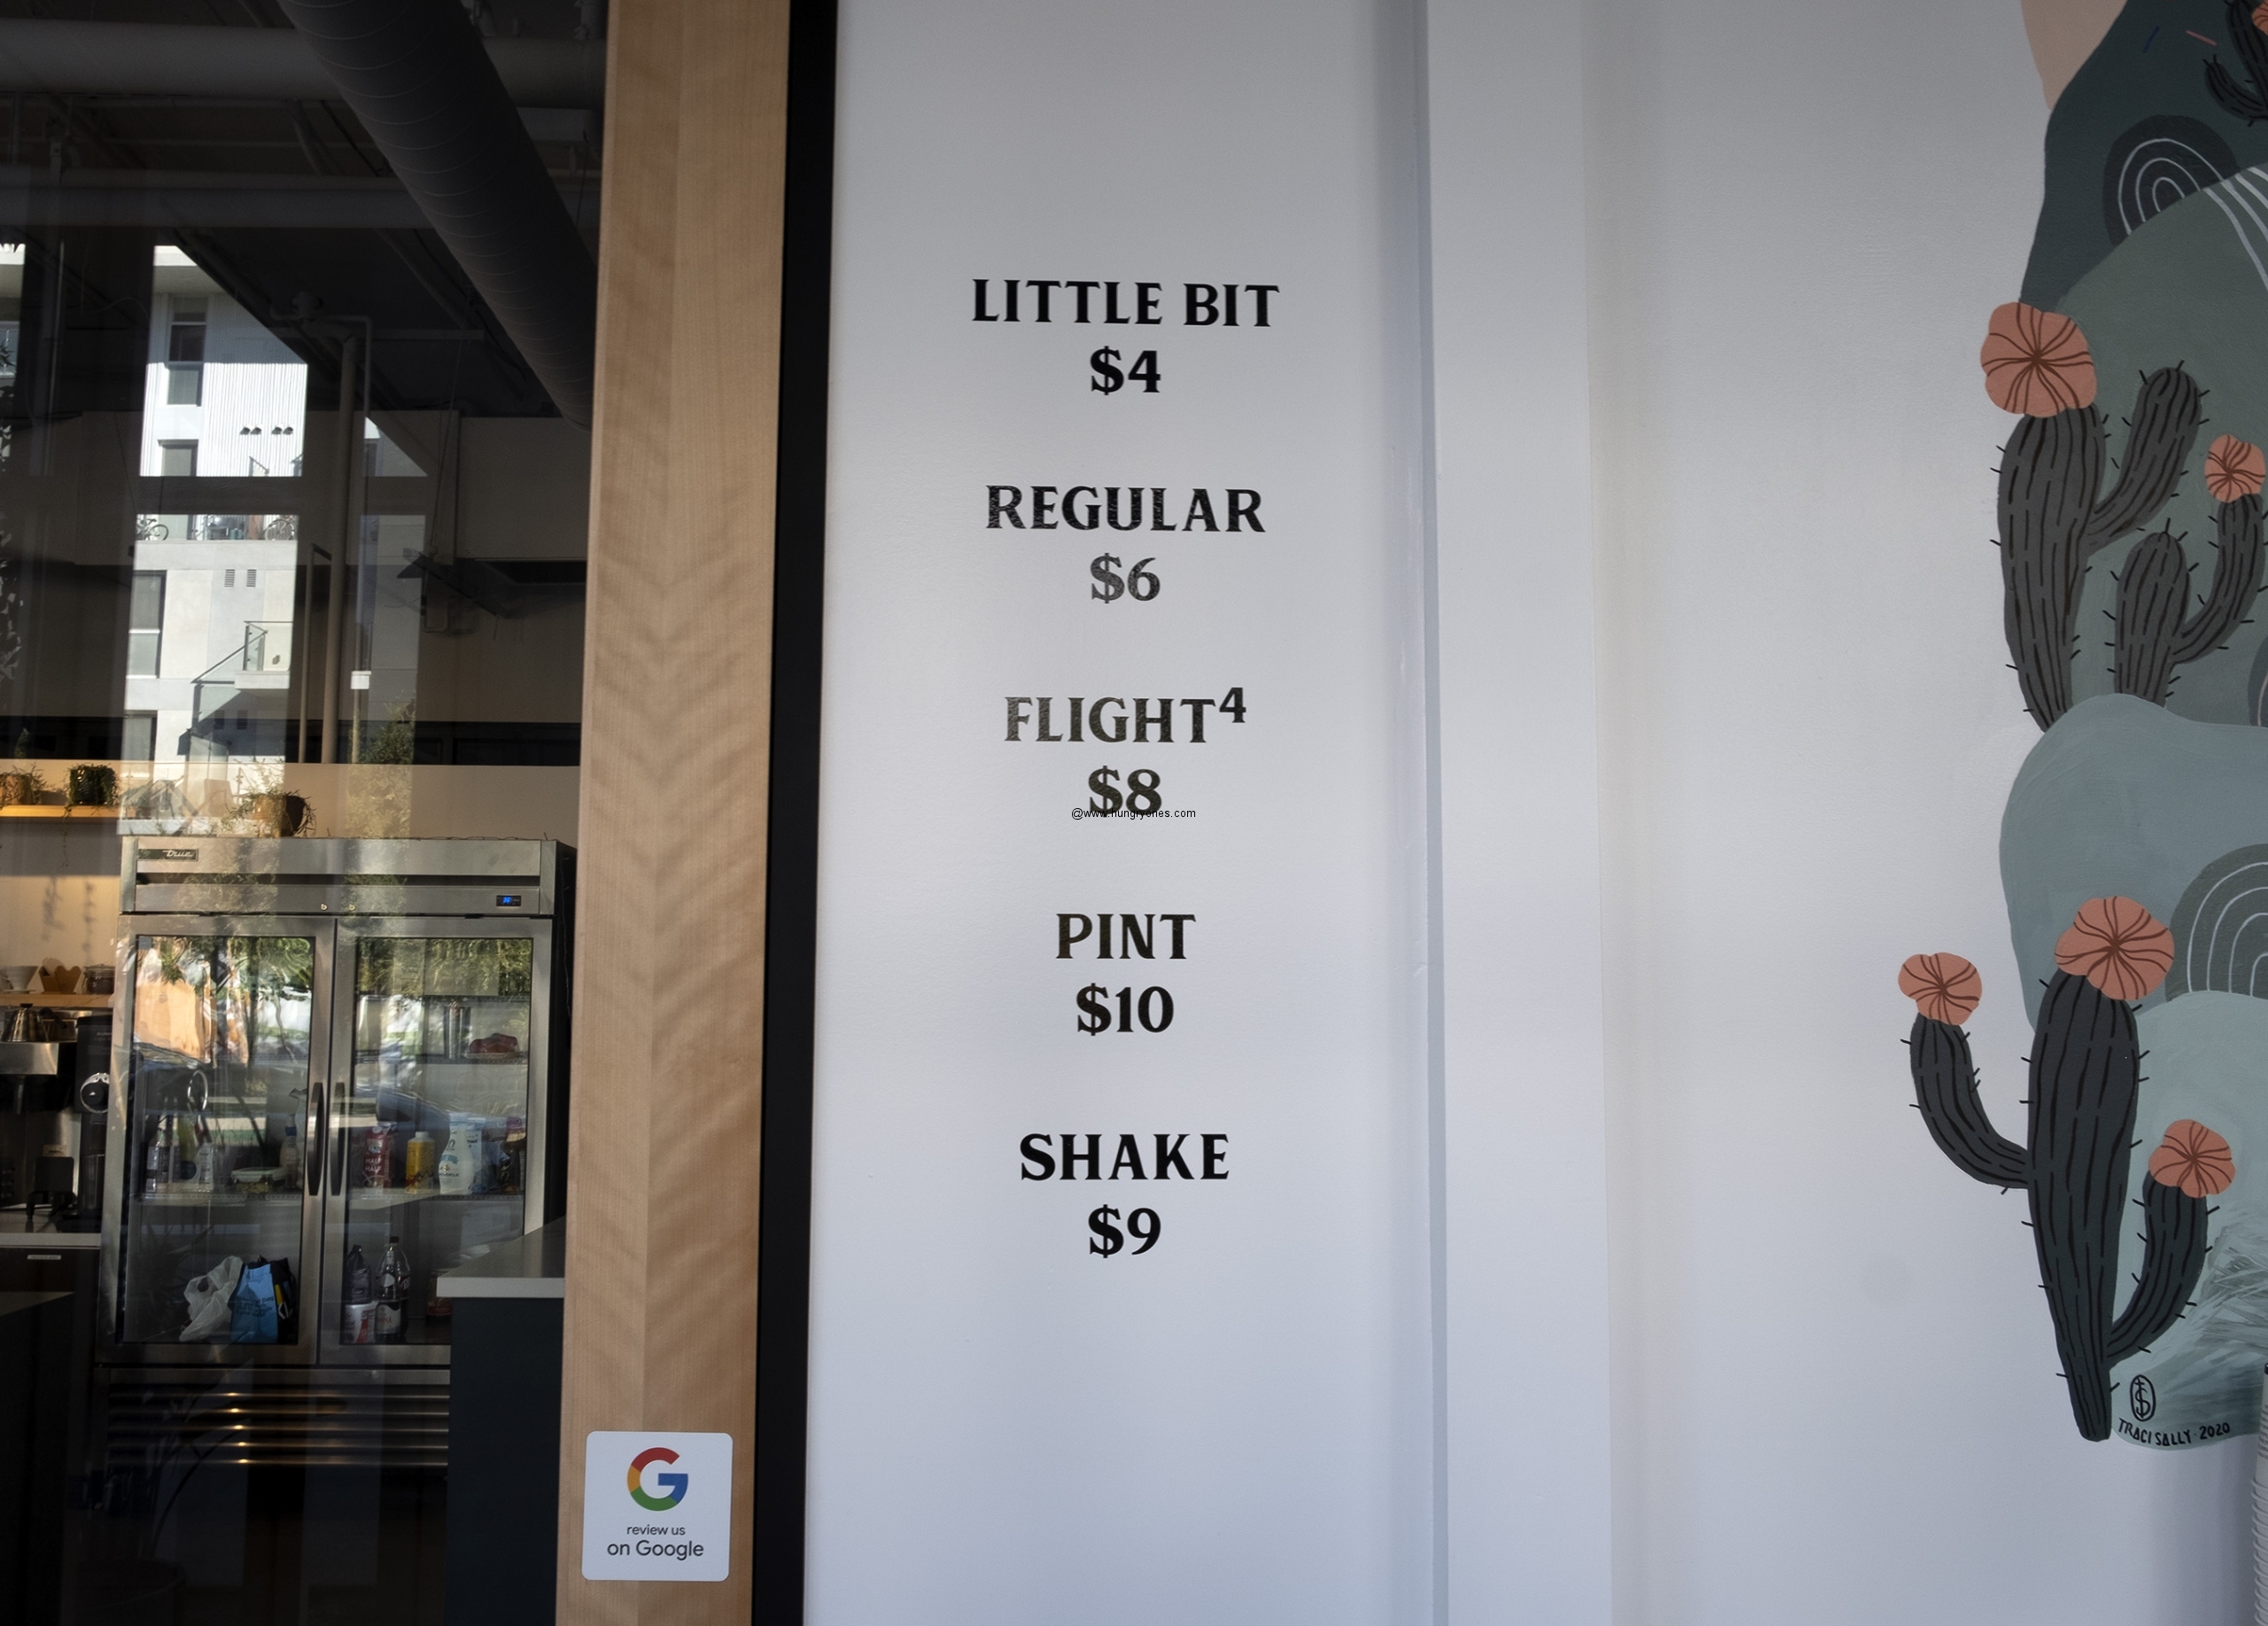 LITTLE BIT
$4
REGULAR
$6
FLIGHT⁴
$8
@www.hungryones.com
PINT
$10
SHAKE
$9
true
G
review us
on Google
TRACI SALLY · 2020